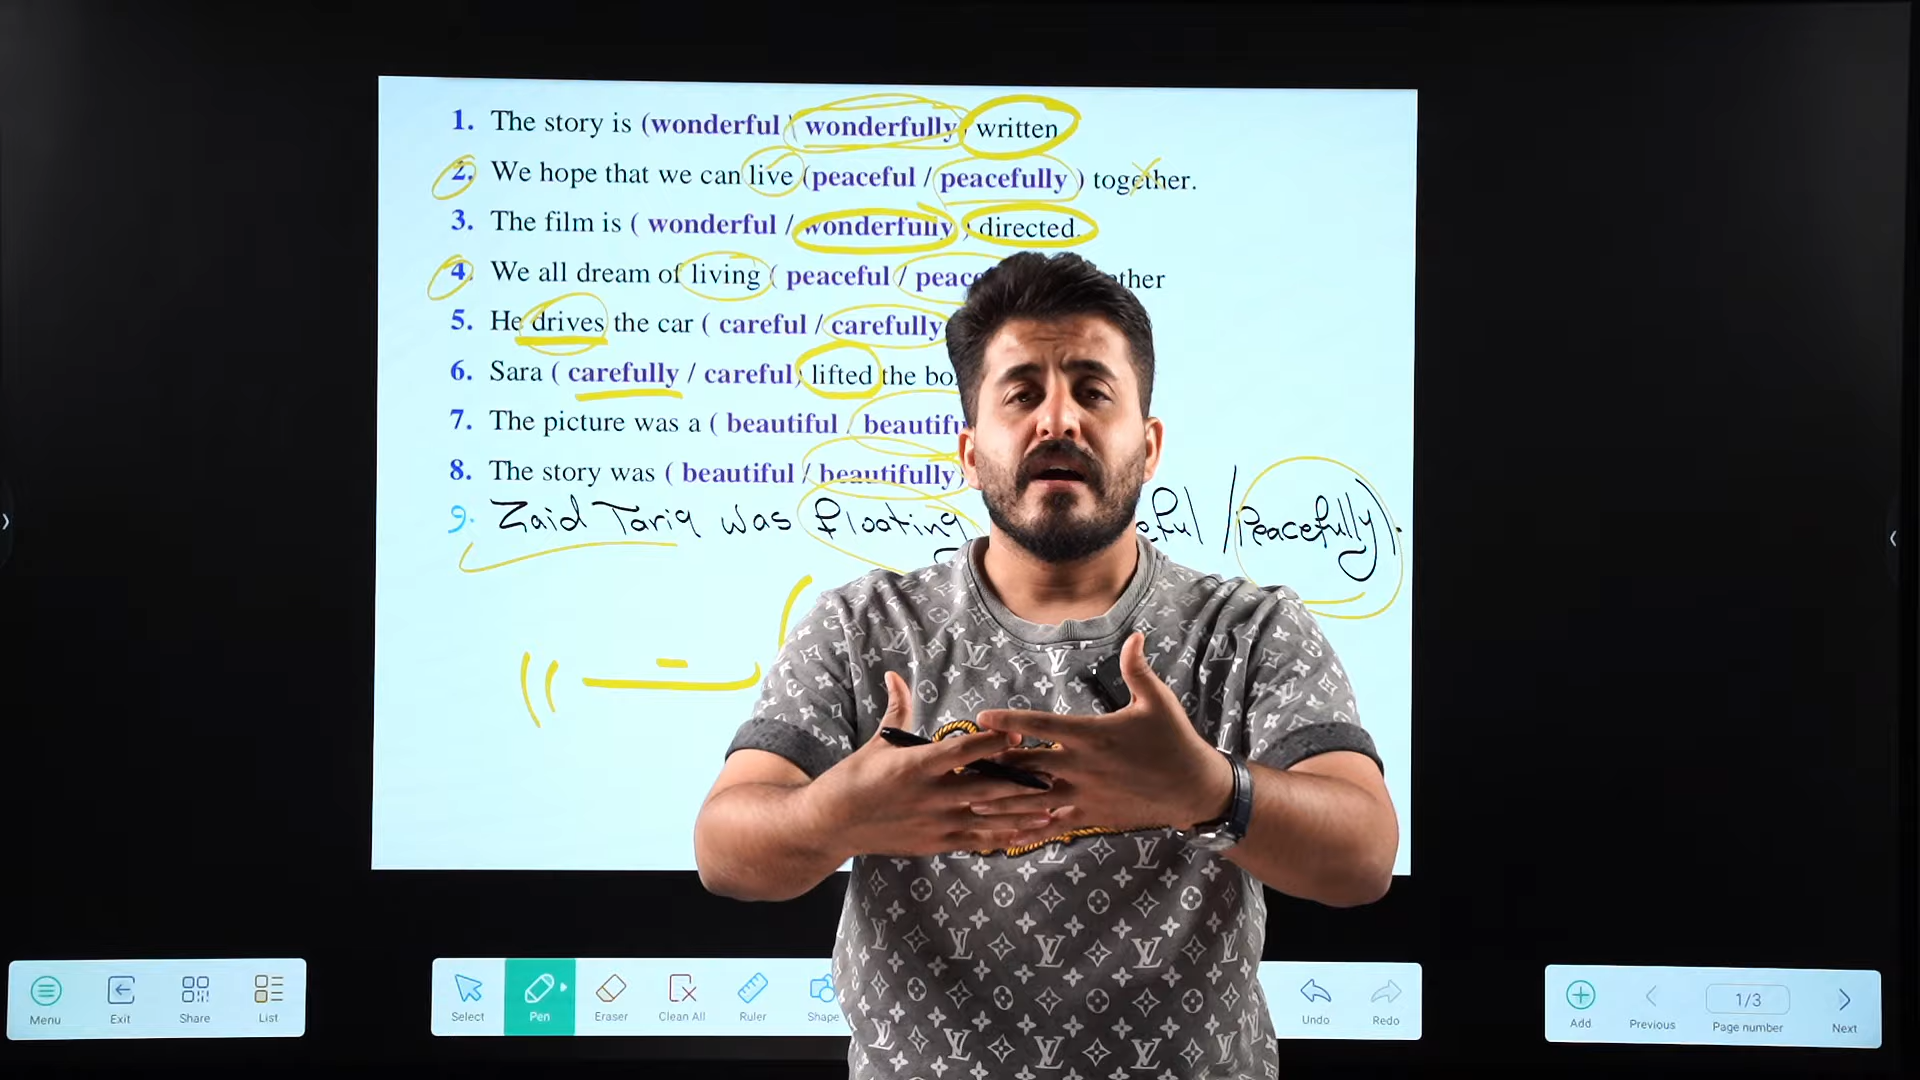 1. The story is (wonderful / wonderfully) written
2. We hope that we can live (peaceful / peacefully ) together.
3. The film is ( wonderful / wonderfully ) directed.
4. We all dream of living ( peaceful /
5. He drives the car ( careful / carefully
6. Sara ( carefully / careful) lifted the
7. The picture was a ( beautiful /
8. The story was ( beautiful / beautifully)
9. Zaid Tariq was floating / Peacefully).
Menu Exit Share List Select Pen Eraser Clean All Ruler Shape Undo Redo Add Previous 1/3 Page number Next